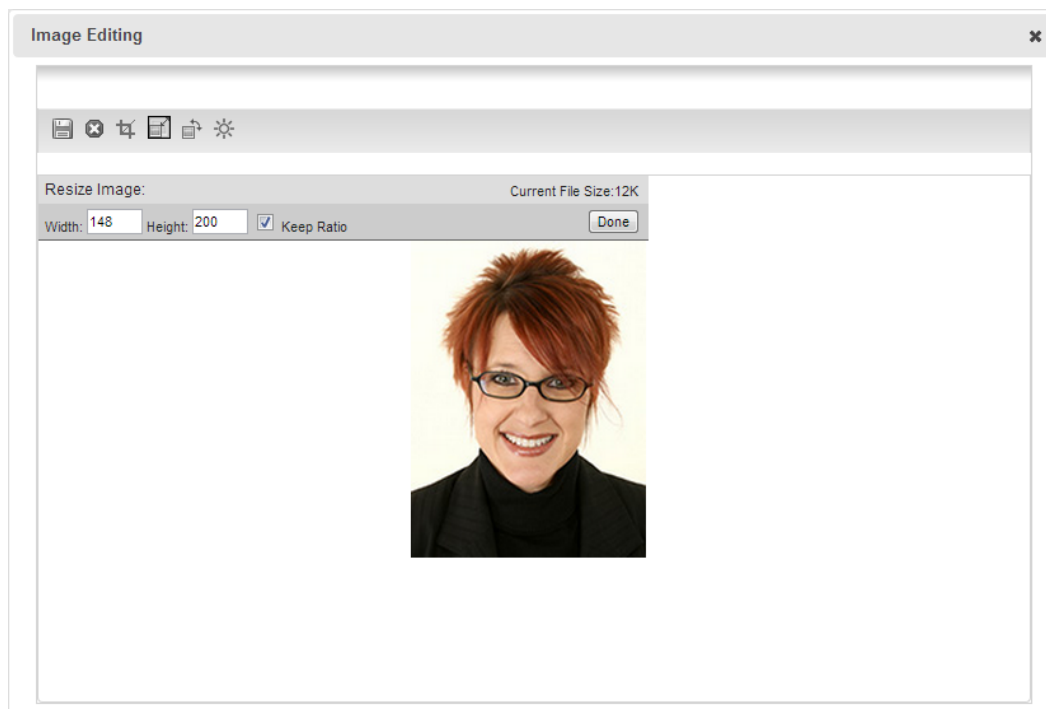 Image Editing
Resize Image: Current File Size:12K
Width: 148 Height: 200 Keep Ratio Done